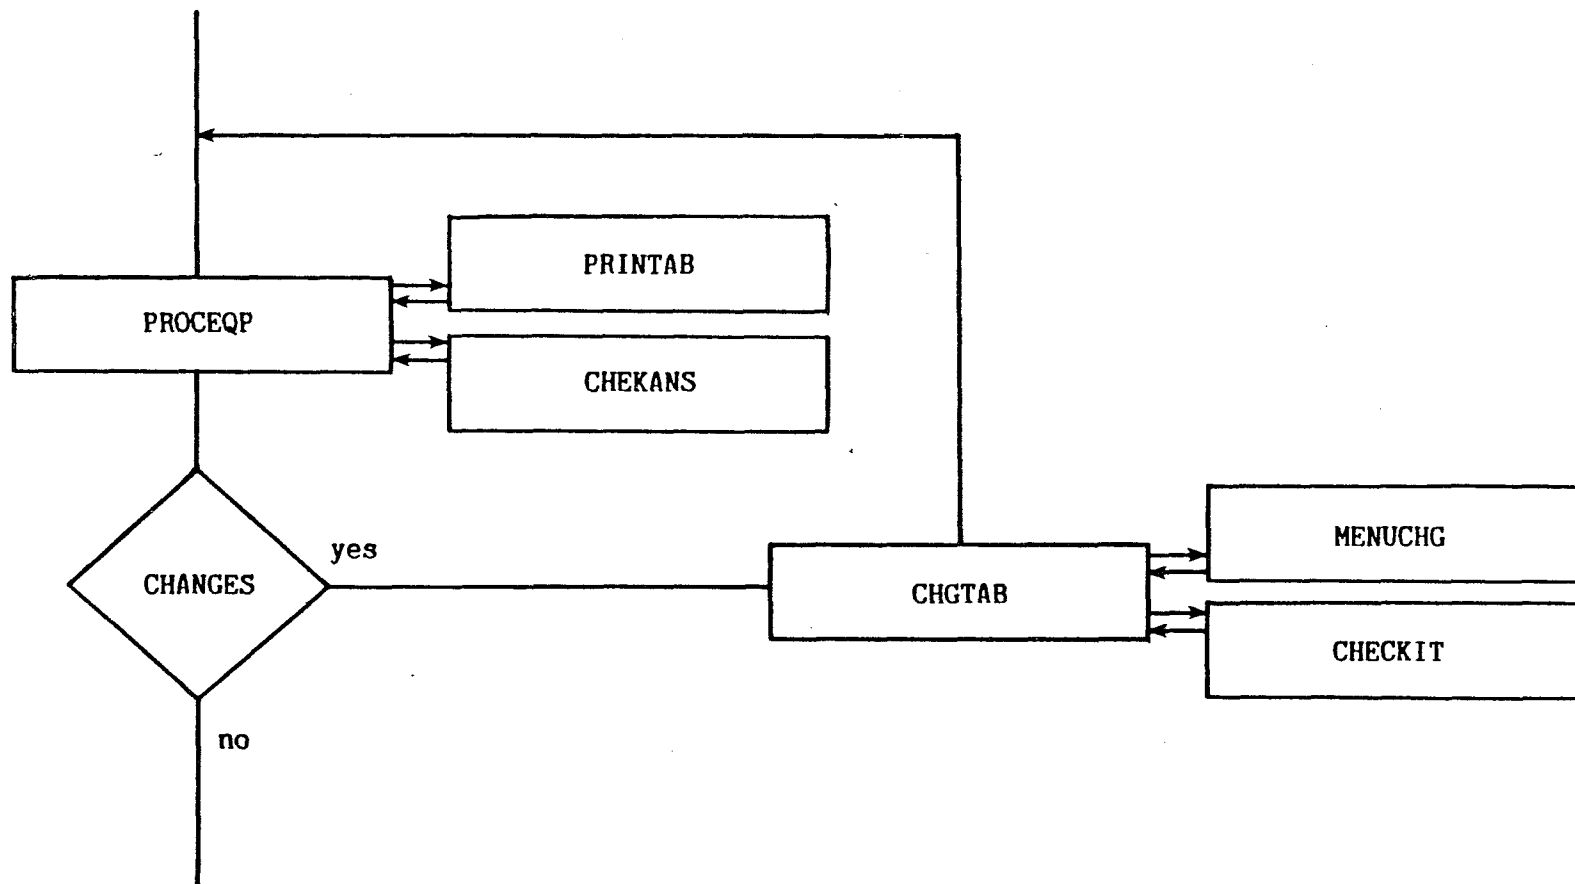 PRINTAB
PROCEQP
CHEKANS
yes
MENUCHG
CHANGES
CHGTAB
CHECKIT
no